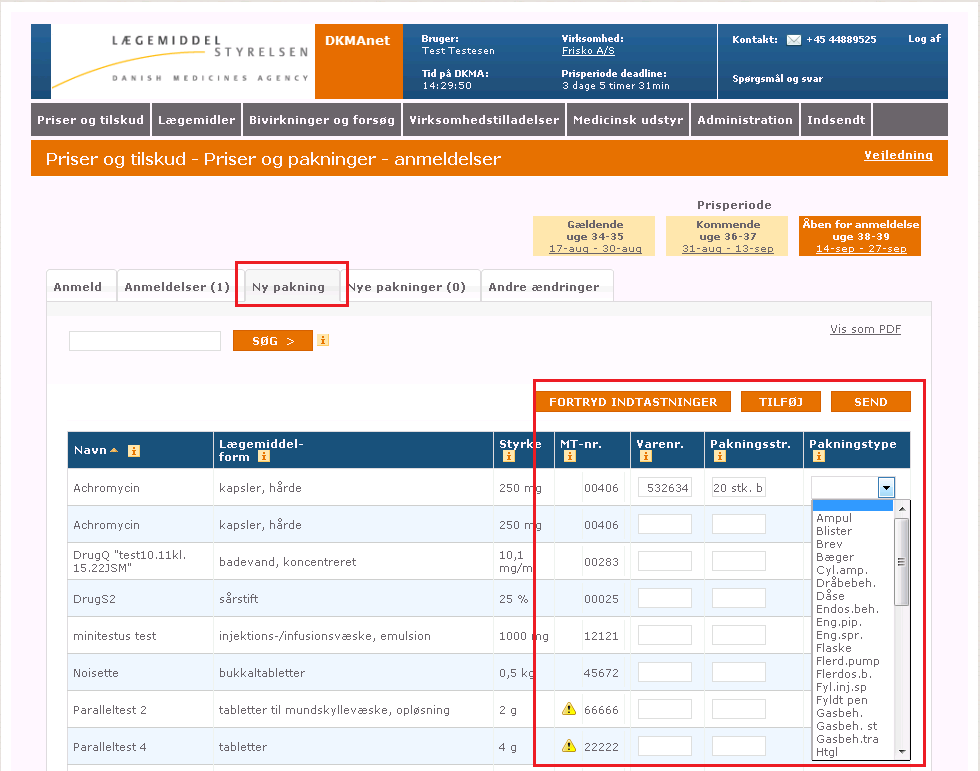 LÆGEMIDDEL
STYRELSEN
DANISH MEDICINES AGENCY
DKMAnet
Bruger:
Test Testesen
Tid på DKMA:
14:29:50
Virksomhed:
Frisko A/S
Prisperiode deadline:
3 dage 5 timer 31min
Kontakt: +45 44889525
Log af
Spørgsmål og svar
Priser og tilskud Lægemidler Bivirkninger og forsøg Virksomhedstilladelser Medicinsk udstyr Administration Indsendt
Priser og tilskud - Priser og pakninger - anmeldelser
Vejledning
Prisperiode
Gældende
uge 34-35
17-aug - 30-aug
Kommende
uge 36-37
31-aug - 13-sep
Åben for anmeldelse
uge 38-39
14-sep - 27-sep
Anmeld Anmeldelser (1) Ny pakning Nye pakninger (0) Andre ændringer
SØG >
Vis som PDF
FORTRYD INDTASTNINGER TILFØJ SEND
Navn
Lægemiddel-
form
Styrke
MT-nr.
Varenr.
Pakningsstr.
Pakningstype
Achromycin kapsler, hårde 250 mg 00406 532634 20 stk. b
Achromycin kapsler, hårde 250 mg 00406
DrugQ "test10.11kl.
15.22JSM" badevand, koncentreret 10,1
mg/m 00283
DrugS2 sårstift 25 % 00025
minitestus test injektions-/infusionsvæske, emulsion 1000 mg 12121
Noisette bukkaltabletter 0,5 kg 45672
Paralleltest 2 tabletter til mundskyllevæske, opløsning 2 g 66666
Paralleltest 4 tabletter 4 g 22222
Ampul
Blister
Brev
Bæger
Cyl.amp.
Dråbebeh.
Dåse
Endos.beh.
Eng.pip.
Eng.spr.
Flaske
Flerd.pump
Flerdos.b.
Fyl.inj.sp
Fyldt pen
Gasbeh.
Gasbeh. st
Gasbeh.tra
Htgl